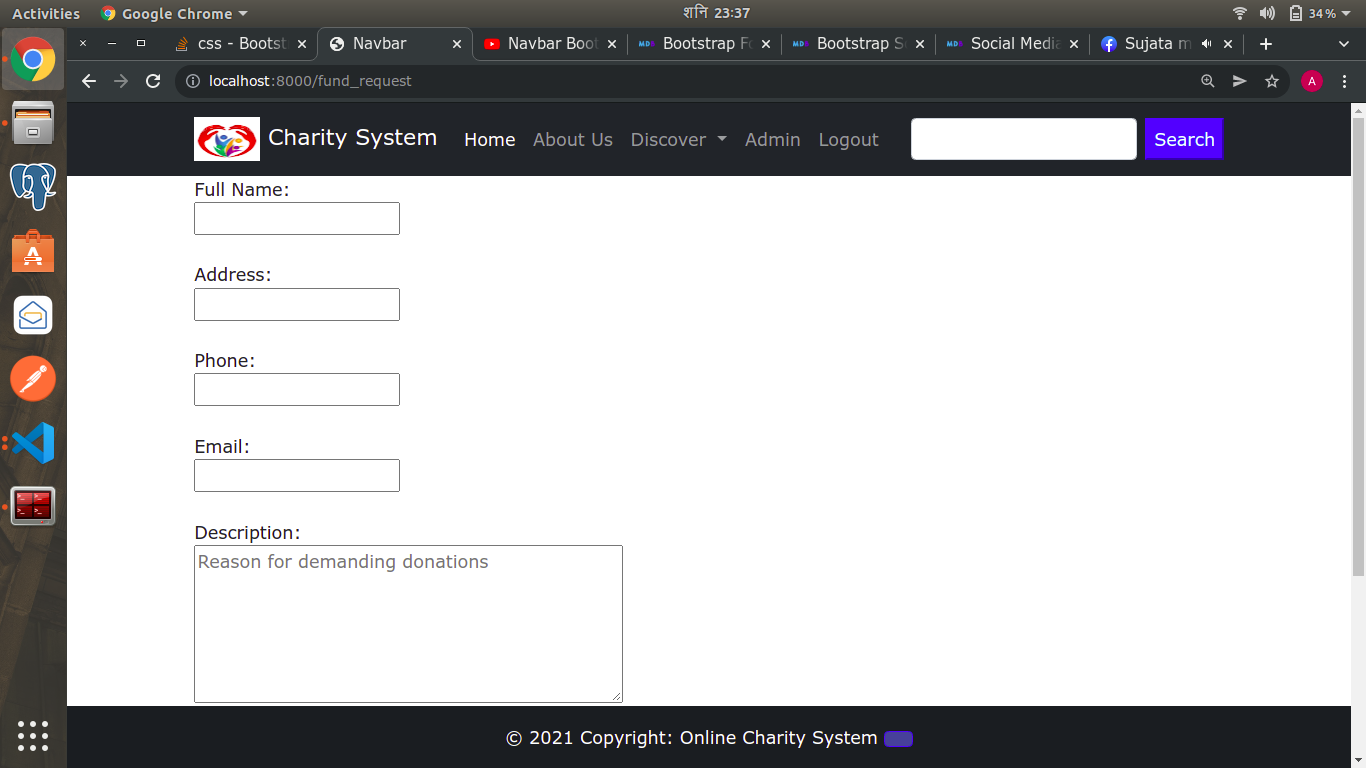 Activities Google Chrome शनि 23:37 34%
css - Bootst Navbar Navbar Boot Bootstrap Fo Bootstrap S Social Media Sujata m
localhost:8000/fund_request A
Charity System Home About Us Discover Admin Logout Search
Full Name:
Address:
Phone:
Email:
Description:
Reason for demanding donations
© 2021 Copyright: Online Charity System